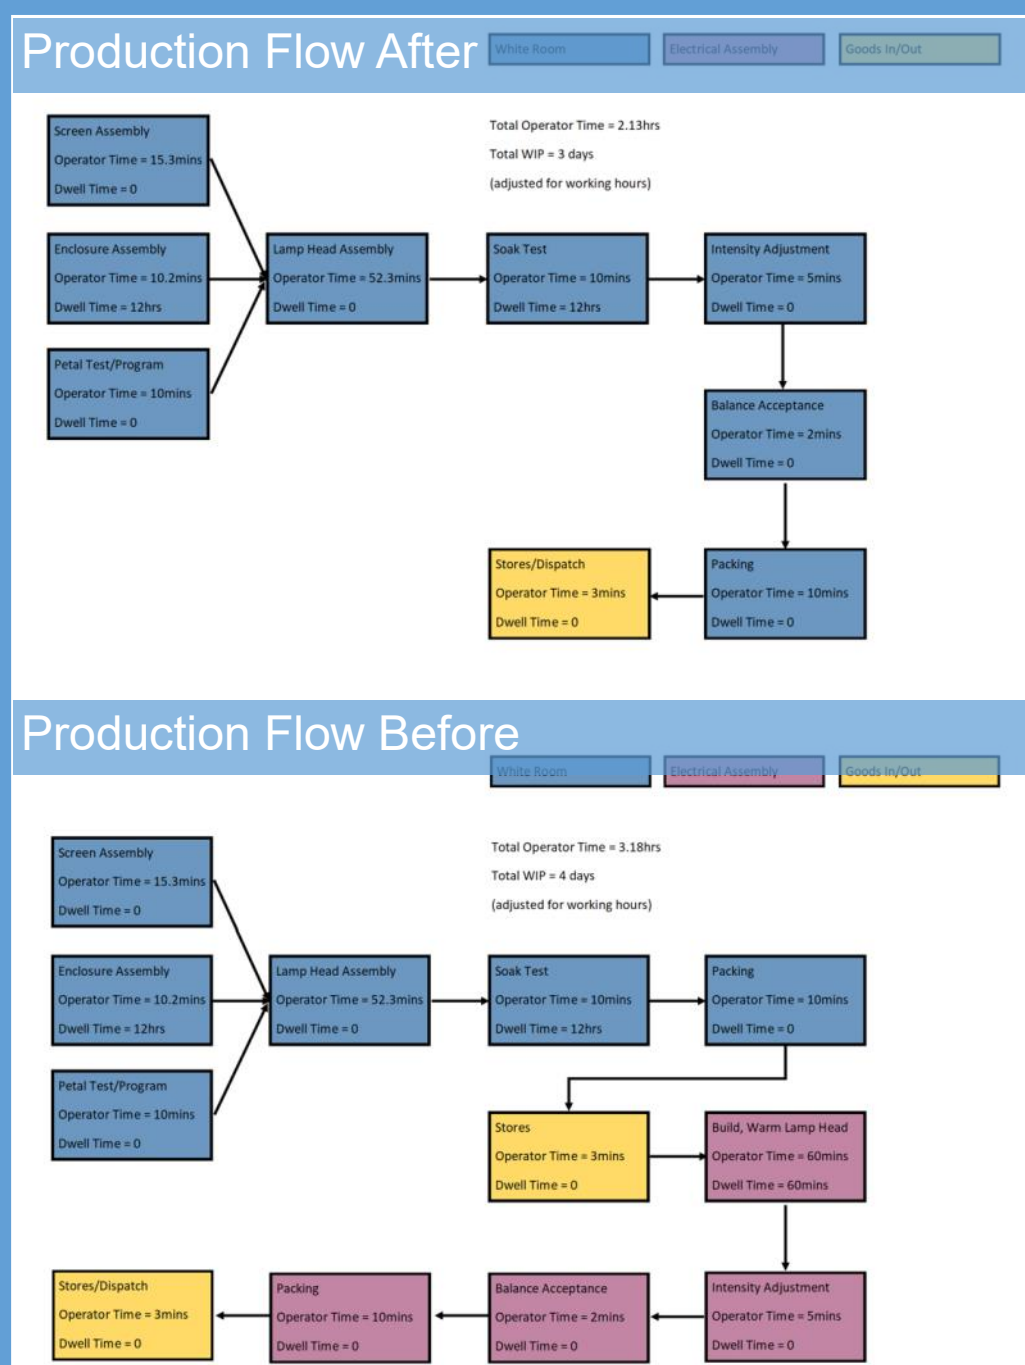 Production Flow After
White Room
Electrical Assembly
Goods In/Out
Total Operator Time = 2.13hrs
Total WIP = 3 days
(adjusted for working hours)
Screen Assembly
Operator Time = 15.3mins
Dwell Time = 0
Enclosure Assembly
Operator Time = 10.2mins
Dwell Time = 12hrs
Petal Test/Program
Operator Time = 10mins
Dwell Time = 0
Lamp Head Assembly
Operator Time = 52.3mins
Dwell Time = 0
Soak Test
Operator Time = 10mins
Dwell Time = 12hrs
Intensity Adjustment
Operator Time = 5mins
Dwell Time = 0
Balance Acceptance
Operator Time = 2mins
Dwell Time = 0
Packing
Operator Time = 10mins
Dwell Time = 0
Stores/Dispatch
Operator Time = 3mins
Dwell Time = 0
Production Flow Before
White Room
Electrical Assembly
Goods In/Out
Total Operator Time = 3.18hrs
Total WIP = 4 days
(adjusted for working hours)
Screen Assembly
Operator Time = 15.3mins
Dwell Time = 0
Enclosure Assembly
Operator Time = 10.2mins
Dwell Time = 12hrs
Petal Test/Program
Operator Time = 10mins
Dwell Time = 0
Lamp Head Assembly
Operator Time = 52.3mins
Dwell Time = 0
Soak Test
Operator Time = 10mins
Dwell Time = 12hrs
Packing
Operator Time = 10mins
Dwell Time = 0
Stores
Operator Time = 3mins
Dwell Time = 0
Build, Warm Lamp Head
Operator Time = 60mins
Dwell Time = 60mins
Intensity Adjustment
Operator Time = 5mins
Dwell Time = 0
Balance Acceptance
Operator Time = 2mins
Dwell Time = 0
Packing
Operator Time = 10mins
Dwell Time = 0
Stores/Dispatch
Operator Time = 3mins
Dwell Time = 0